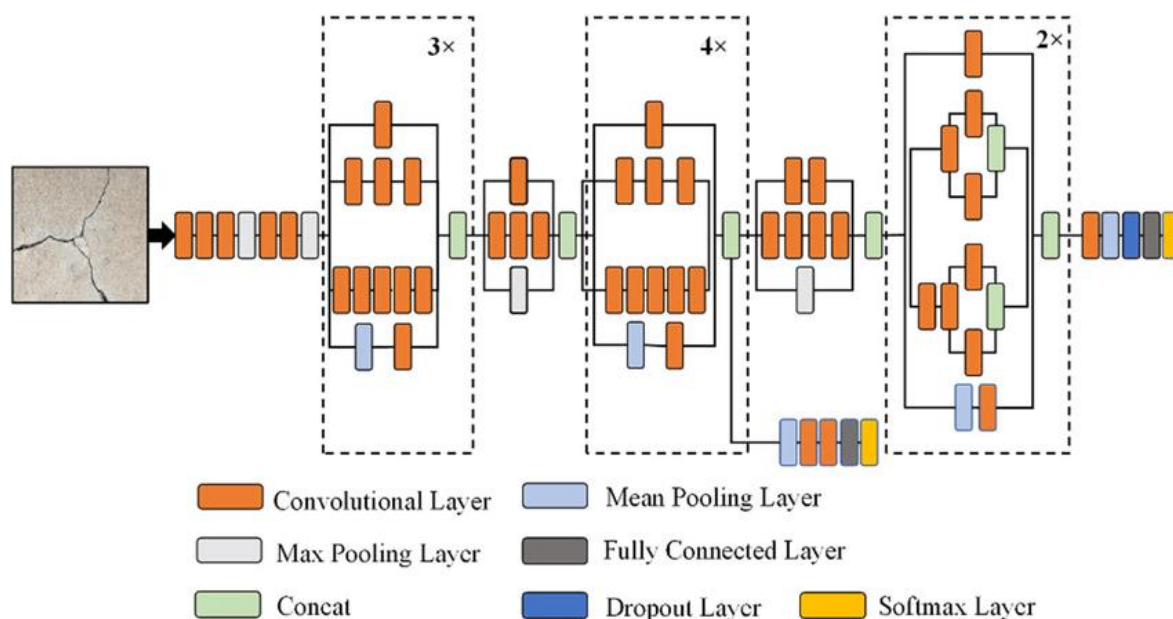 3×
4×
2×
Convolutional Layer
Mean Pooling Layer
Max Pooling Layer
Fully Connected Layer
Concat
Dropout Layer
Softmax Layer